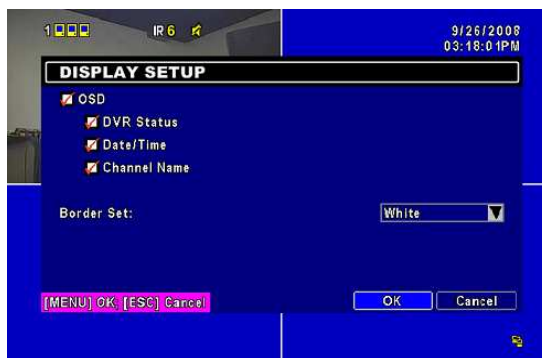 1 IR 6 9/26/2008
03:18:01PM
DISPLAY SETUP
OSD
DVR Status
Date/Time
Channel Name
Border Set: White
[MENU] OK, [ESC] Cancel OK Cancel